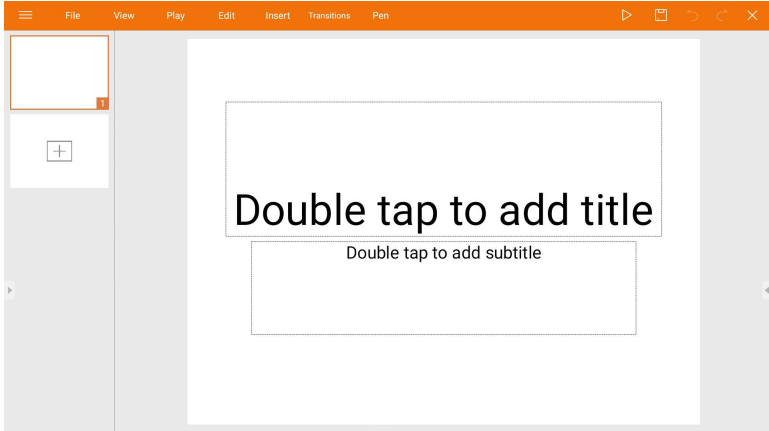 File View Play Edit Insert Transitions Pen
1
Double tap to add title
Double tap to add subtitle